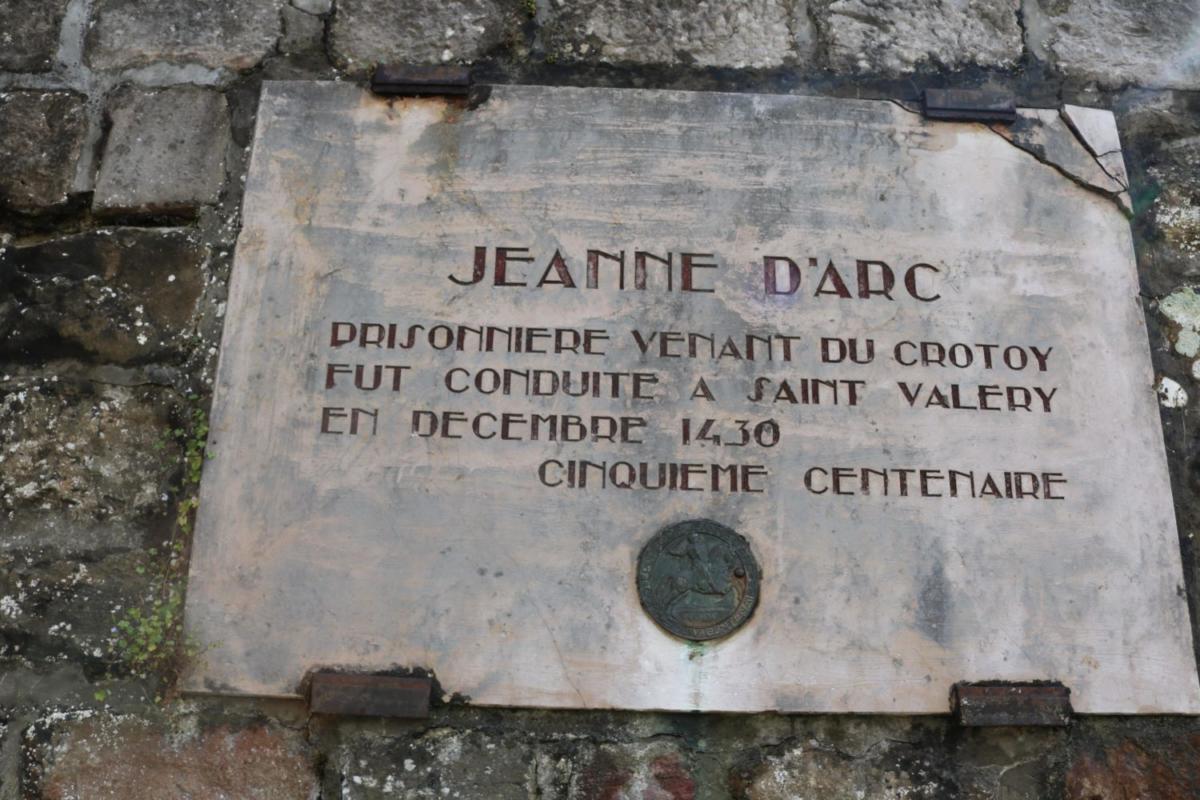 JEANNE D'ARC
PRISONNIERE VENANT DU CROTOY
FUT CONDUITE A SAINT VALERY
EN DECEMBRE 1430
CINQUIEME CENTENAIRE